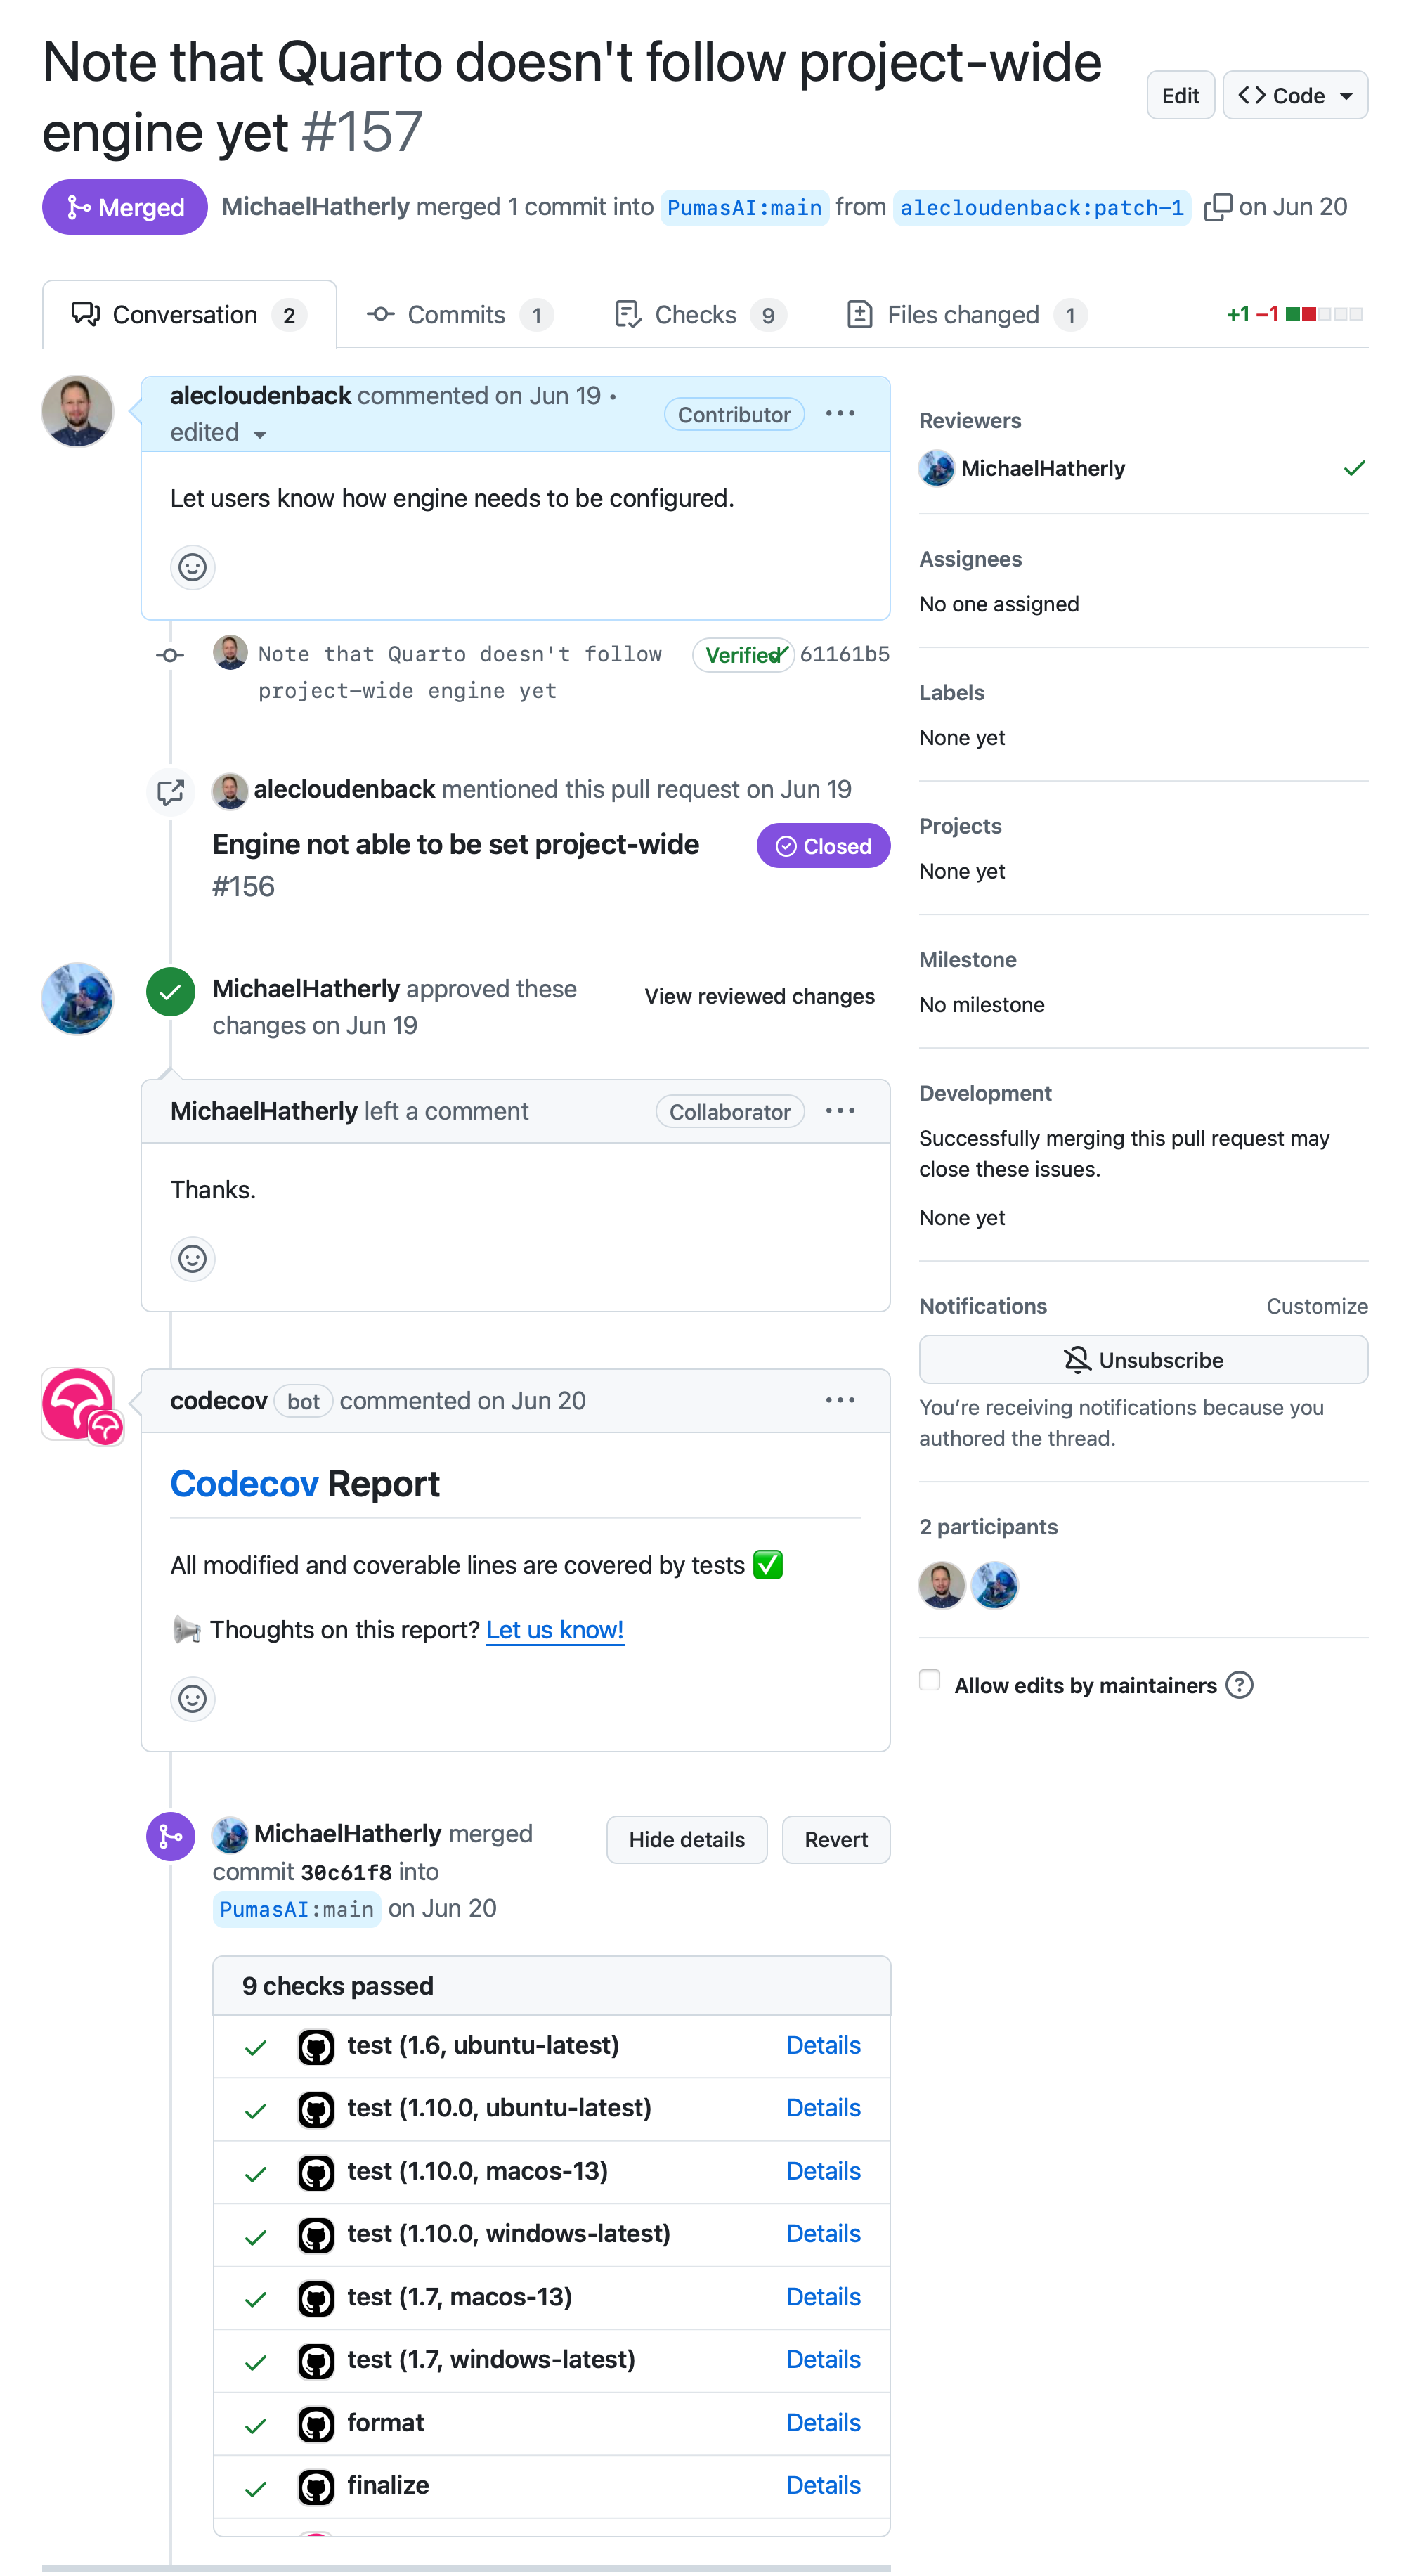 Note that Quarto doesn't follow project-wide
engine yet #157
Edit
Code
Merged
MichaelHatherly merged 1 commit into PumasAI:main from alecloudenback:patch-1 on Jun 20
Conversation 2
Commits 1
Checks 9
Files changed 1
+1 −1
alecloudenback commented on Jun 19 •
edited
Contributor
Let users know how engine needs to be configured.
Note that Quarto doesn't follow
project-wide engine yet
Verified
61161b5
alecloudenback mentioned this pull request on Jun 19
Engine not able to be set project-wide
#156
Closed
MichaelHatherly approved these
changes on Jun 19
View reviewed changes
MichaelHatherly left a comment
Collaborator
Thanks.
codecov bot commented on Jun 20
Codecov Report
All modified and coverable lines are covered by tests ✅
📢 Thoughts on this report? Let us know!
MichaelHatherly merged
commit 30c61f8 into
PumasAI:main on Jun 20
Hide details
Revert
9 checks passed
test (1.6, ubuntu-latest) Details
test (1.10.0, ubuntu-latest) Details
test (1.10.0, macos-13) Details
test (1.10.0, windows-latest) Details
test (1.7, macos-13) Details
test (1.7, windows-latest) Details
format Details
finalize Details
Reviewers
MichaelHatherly
Assignees
No one assigned
Labels
None yet
Projects
None yet
Milestone
No milestone
Development
Successfully merging this pull request may
close these issues.
None yet
Notifications
Customize
Unsubscribe
You’re receiving notifications because you
authored the thread.
2 participants
Allow edits by maintainers